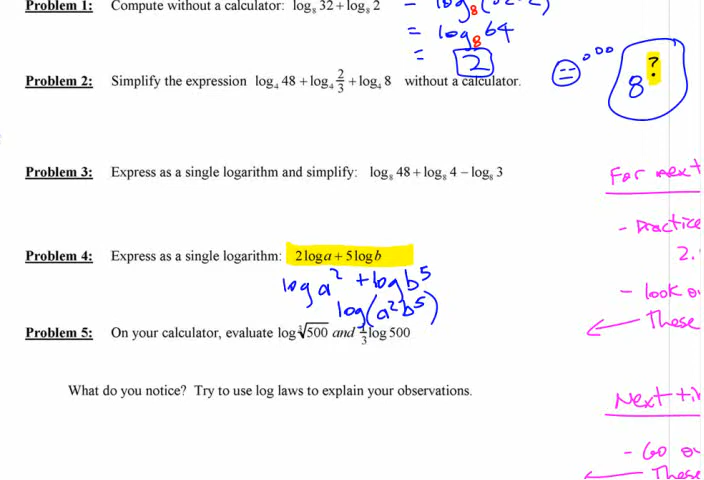 Problem 1: Compute without a calculator: log₈ 32 + log₈ 2
= log₈ 64
= 2
Problem 2: Simplify the expression log₄ 48 + log₄ 2/3 + log₄ 8 without a calculator.
8^?
Problem 3: Express as a single logarithm and simplify: log₈ 48 + log₈ 4 − log₈ 3
For next
- Practice
2.
Problem 4: Express as a single logarithm: 2 log a + 5 log b
log a² + log b⁵
log(a²b⁵)
- look
These
Problem 5: On your calculator, evaluate log ∛500 and 1/3 log 500
What do you notice? Try to use log laws to explain your observations.
Next
- Go
These